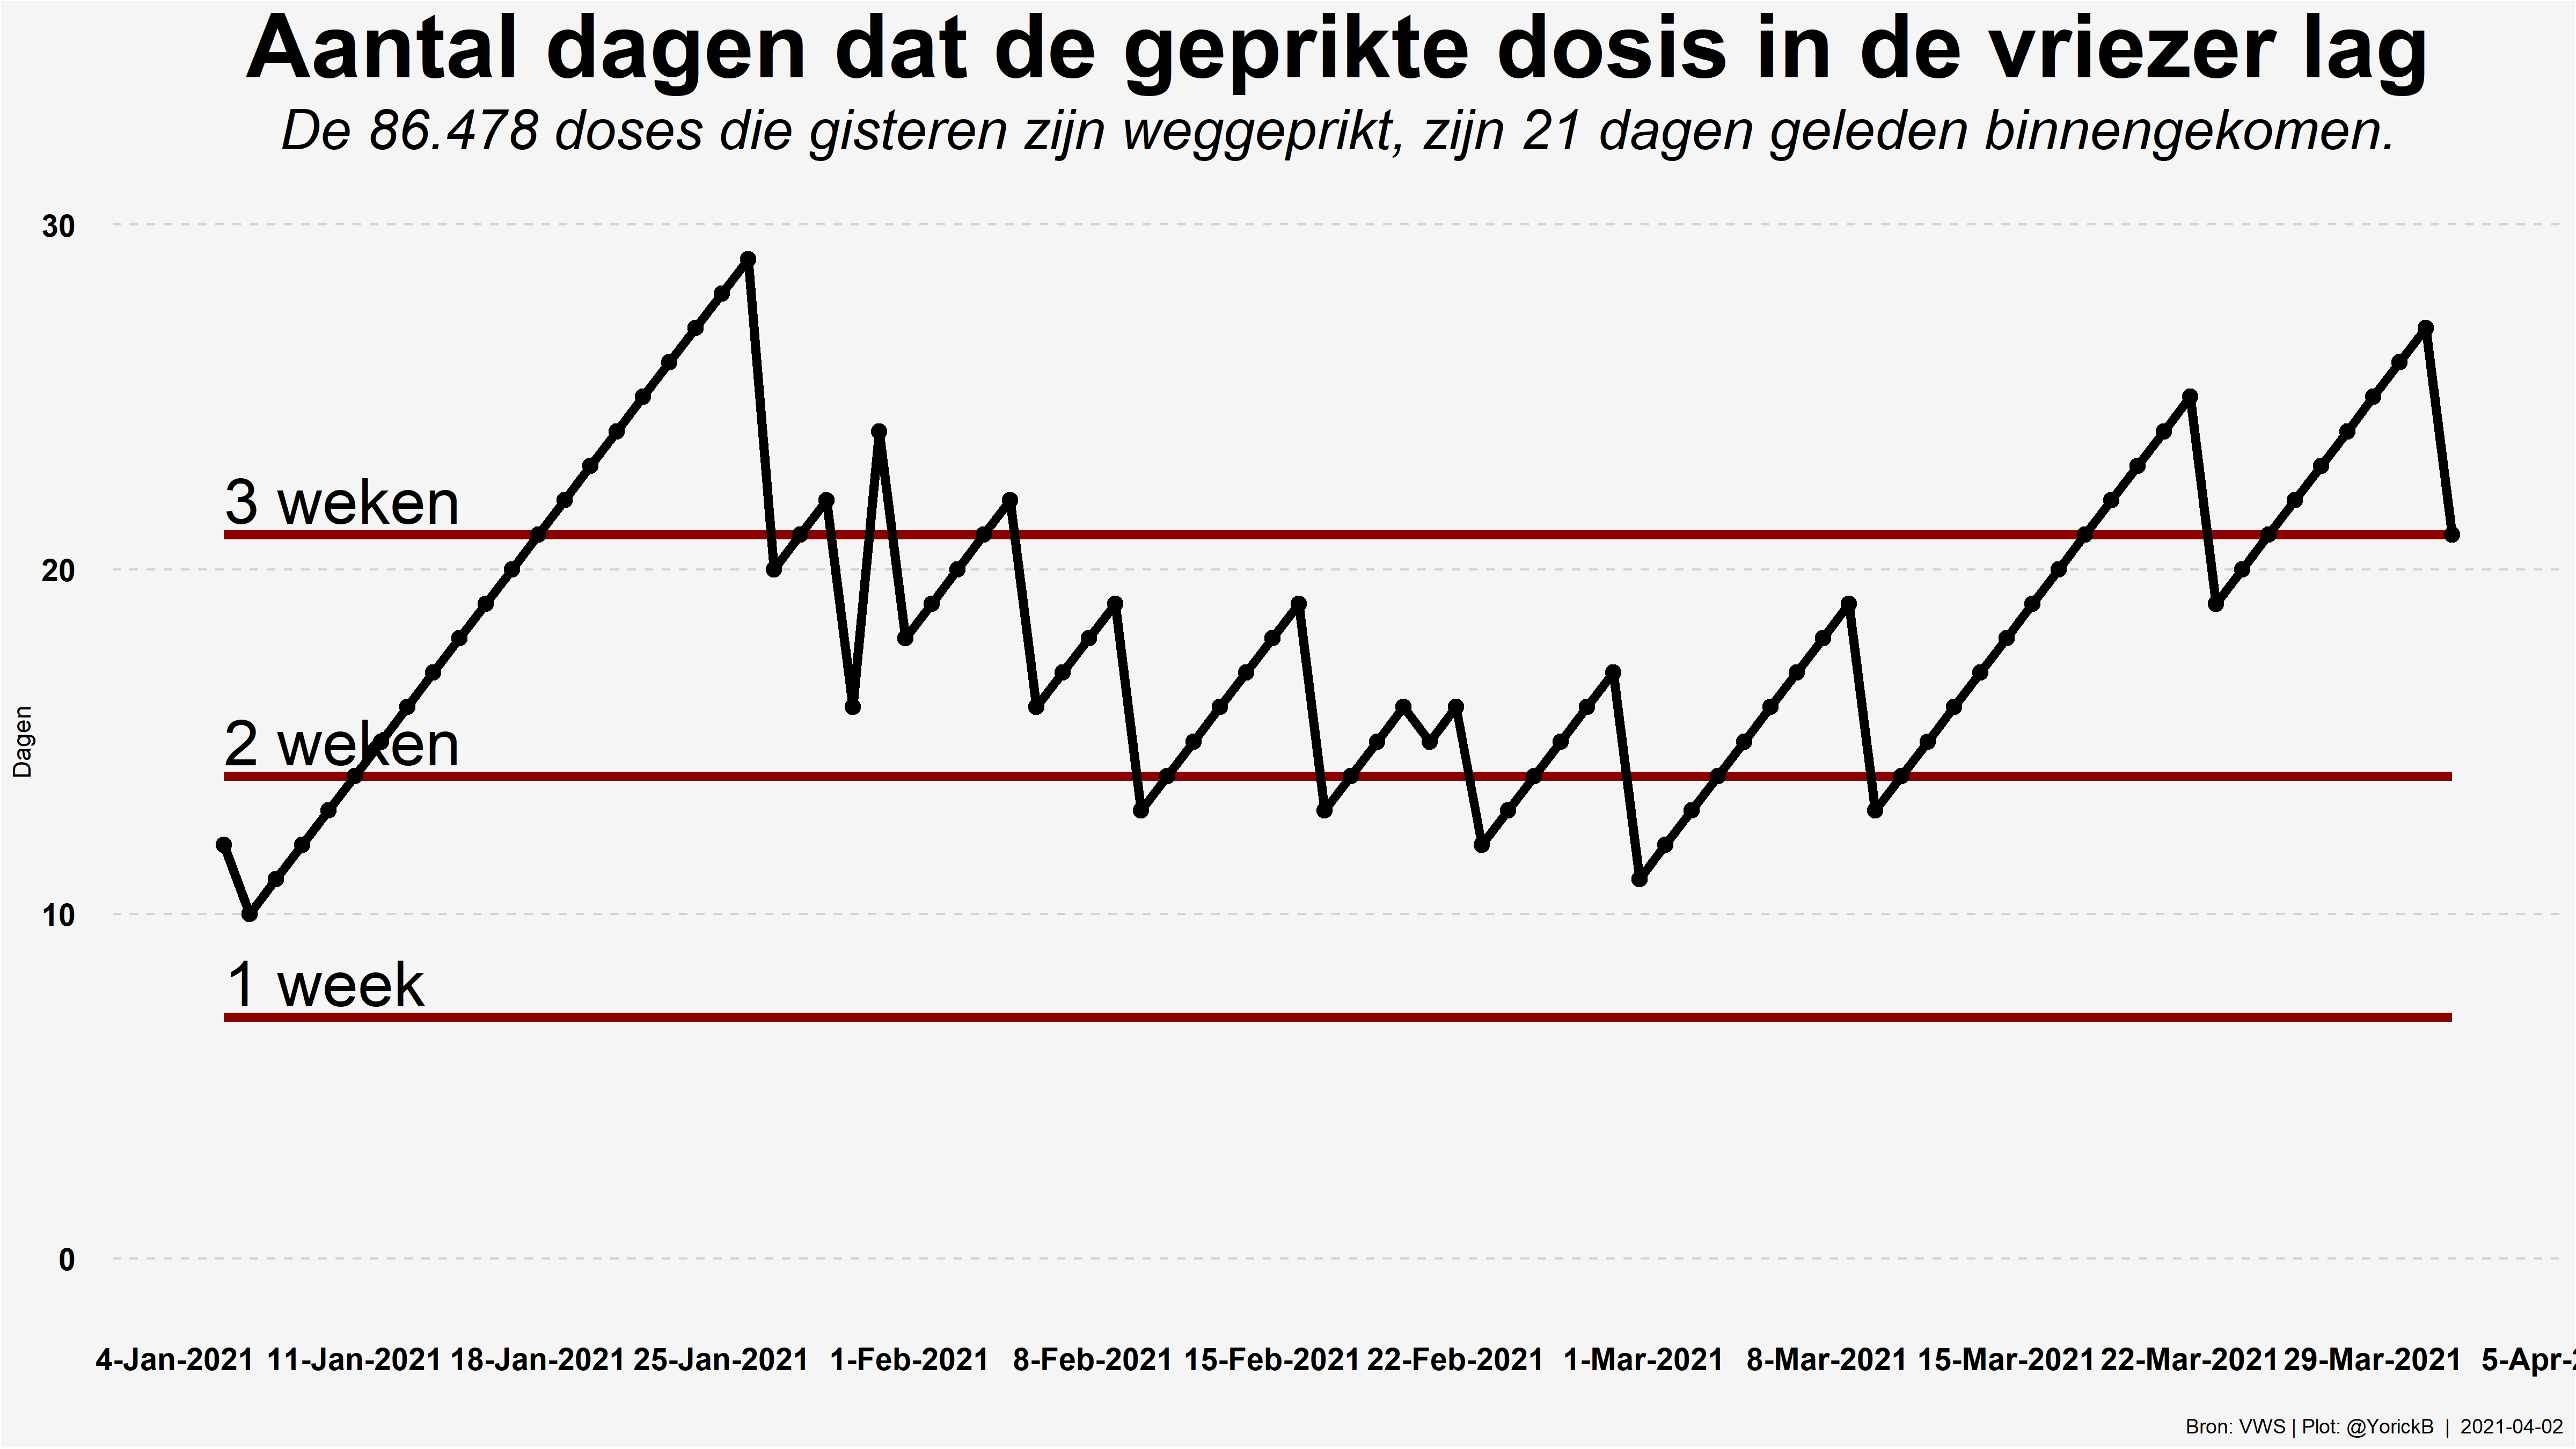 Aantal dagen dat de geprikte dosis in de vriezer lag
De 86.478 doses die gisteren zijn weggeprikt, zijn 21 dagen geleden binnengekomen.
30
3 weken
20
2 weken
Dagen
10
1 week
0
4-Jan-2021 11-Jan-2021 18-Jan-2021 25-Jan-2021 1-Feb-2021 8-Feb-2021 15-Feb-2021 22-Feb-2021 1-Mar-2021 8-Mar-2021 15-Mar-2021 22-Mar-2021 29-Mar-2021 5-Apr-2
Bron: VWS | Plot: @YorickB | 2021-04-02